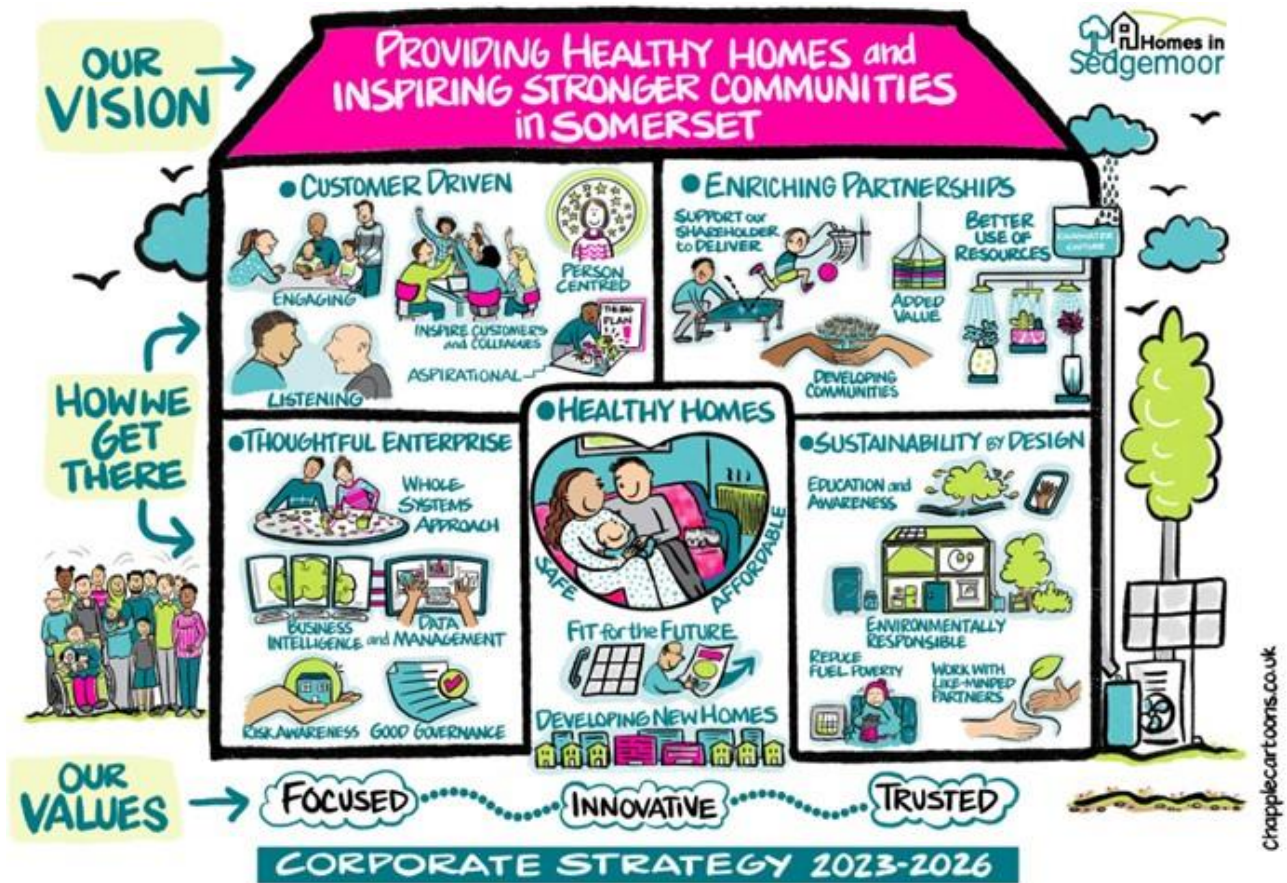 OUR
VISION
PROVIDING HEALTHY HOMES and
INSPIRING STRONGER COMMUNITIES
in SOMERSET
Homes in
Sedgemoor
HOW WE
GET
THERE
CUSTOMER DRIVEN
ENGAGING
INSPIRE CUSTOMERS
and COLLEAGUES
PERSON
CENTRED
LISTENING
ASPIRATIONAL
THE BIG
PLAN
!
ENRICHING PARTNERSHIPS
SUPPORT our
SHAREHOLDER
to DELIVER
ADDED
VALUE
BETTER
USE OF
RESOURCES
RAINWATER
CAPTURE
DEVELOPING
COMMUNITIES
THOUGHTFUL ENTERPRISE
WHOLE
SYSTEMS
APPROACH
BUSINESS
INTELLIGENCE and
DATA
MANAGEMENT
RISK AWARENESS
GOOD GOVERNANCE
HEALTHY HOMES
SAFE
AFFORDABLE
FIT for the FUTURE
DEVELOPING NEW HOMES
SUSTAINABILITY BY DESIGN
EDUCATION and
AWARENESS
ENVIRONMENTALLY
RESPONSIBLE
REDUCE
FUEL POVERTY
WORK WITH
LIKE-MINDED
PARTNERS
OUR
VALUES
FOCUSED
INNOVATIVE
TRUSTED
CORPORATE STRATEGY 2023-2026
chapplecartoons.co.uk